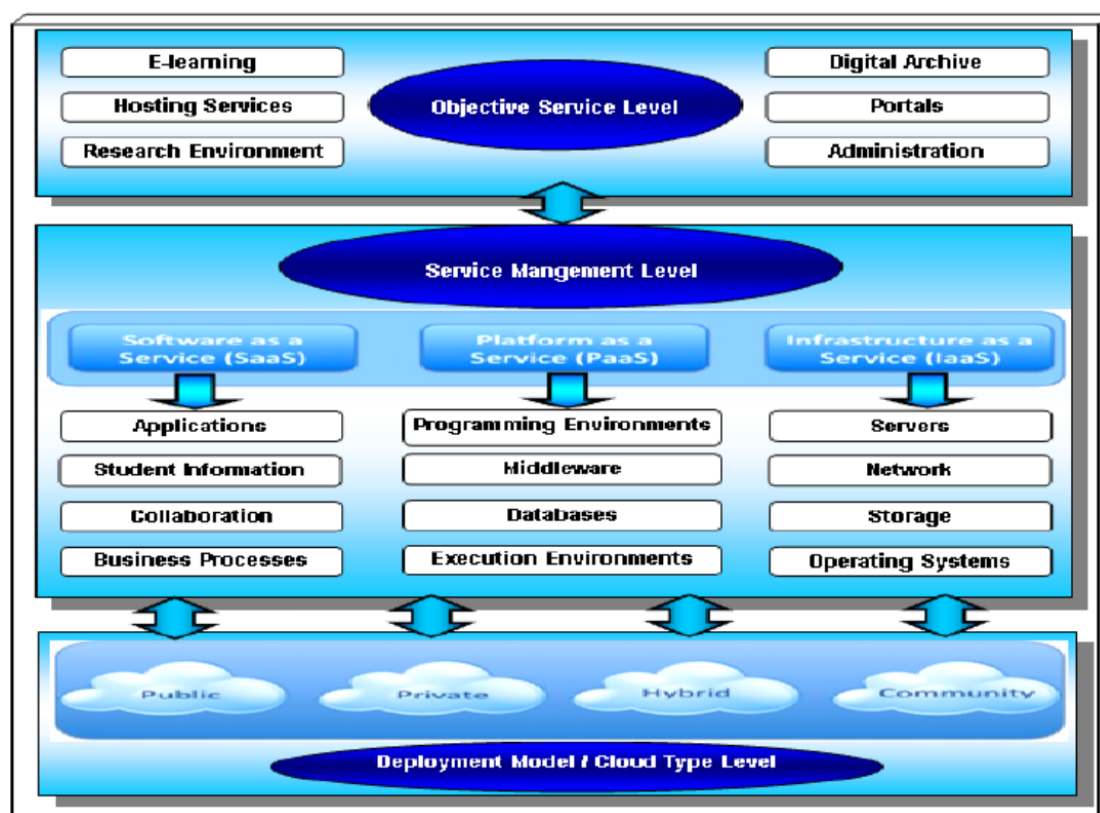 E-learning
Hosting Services
Research Environment
Objective Service Level
Digital Archive
Portals
Administration
Service Mangement Level
Software as a
Service (SaaS)
Platform as a
Service (PaaS)
Infrastructure as a
Service (IaaS)
Applications
Student Information
Collaboration
Business Processes
Programming Environments
Middleware
Databases
Execution Environments
Servers
Network
Storage
Operating Systems
Public
Private
Hybrid
Community
Deployment Model / Cloud Type Level